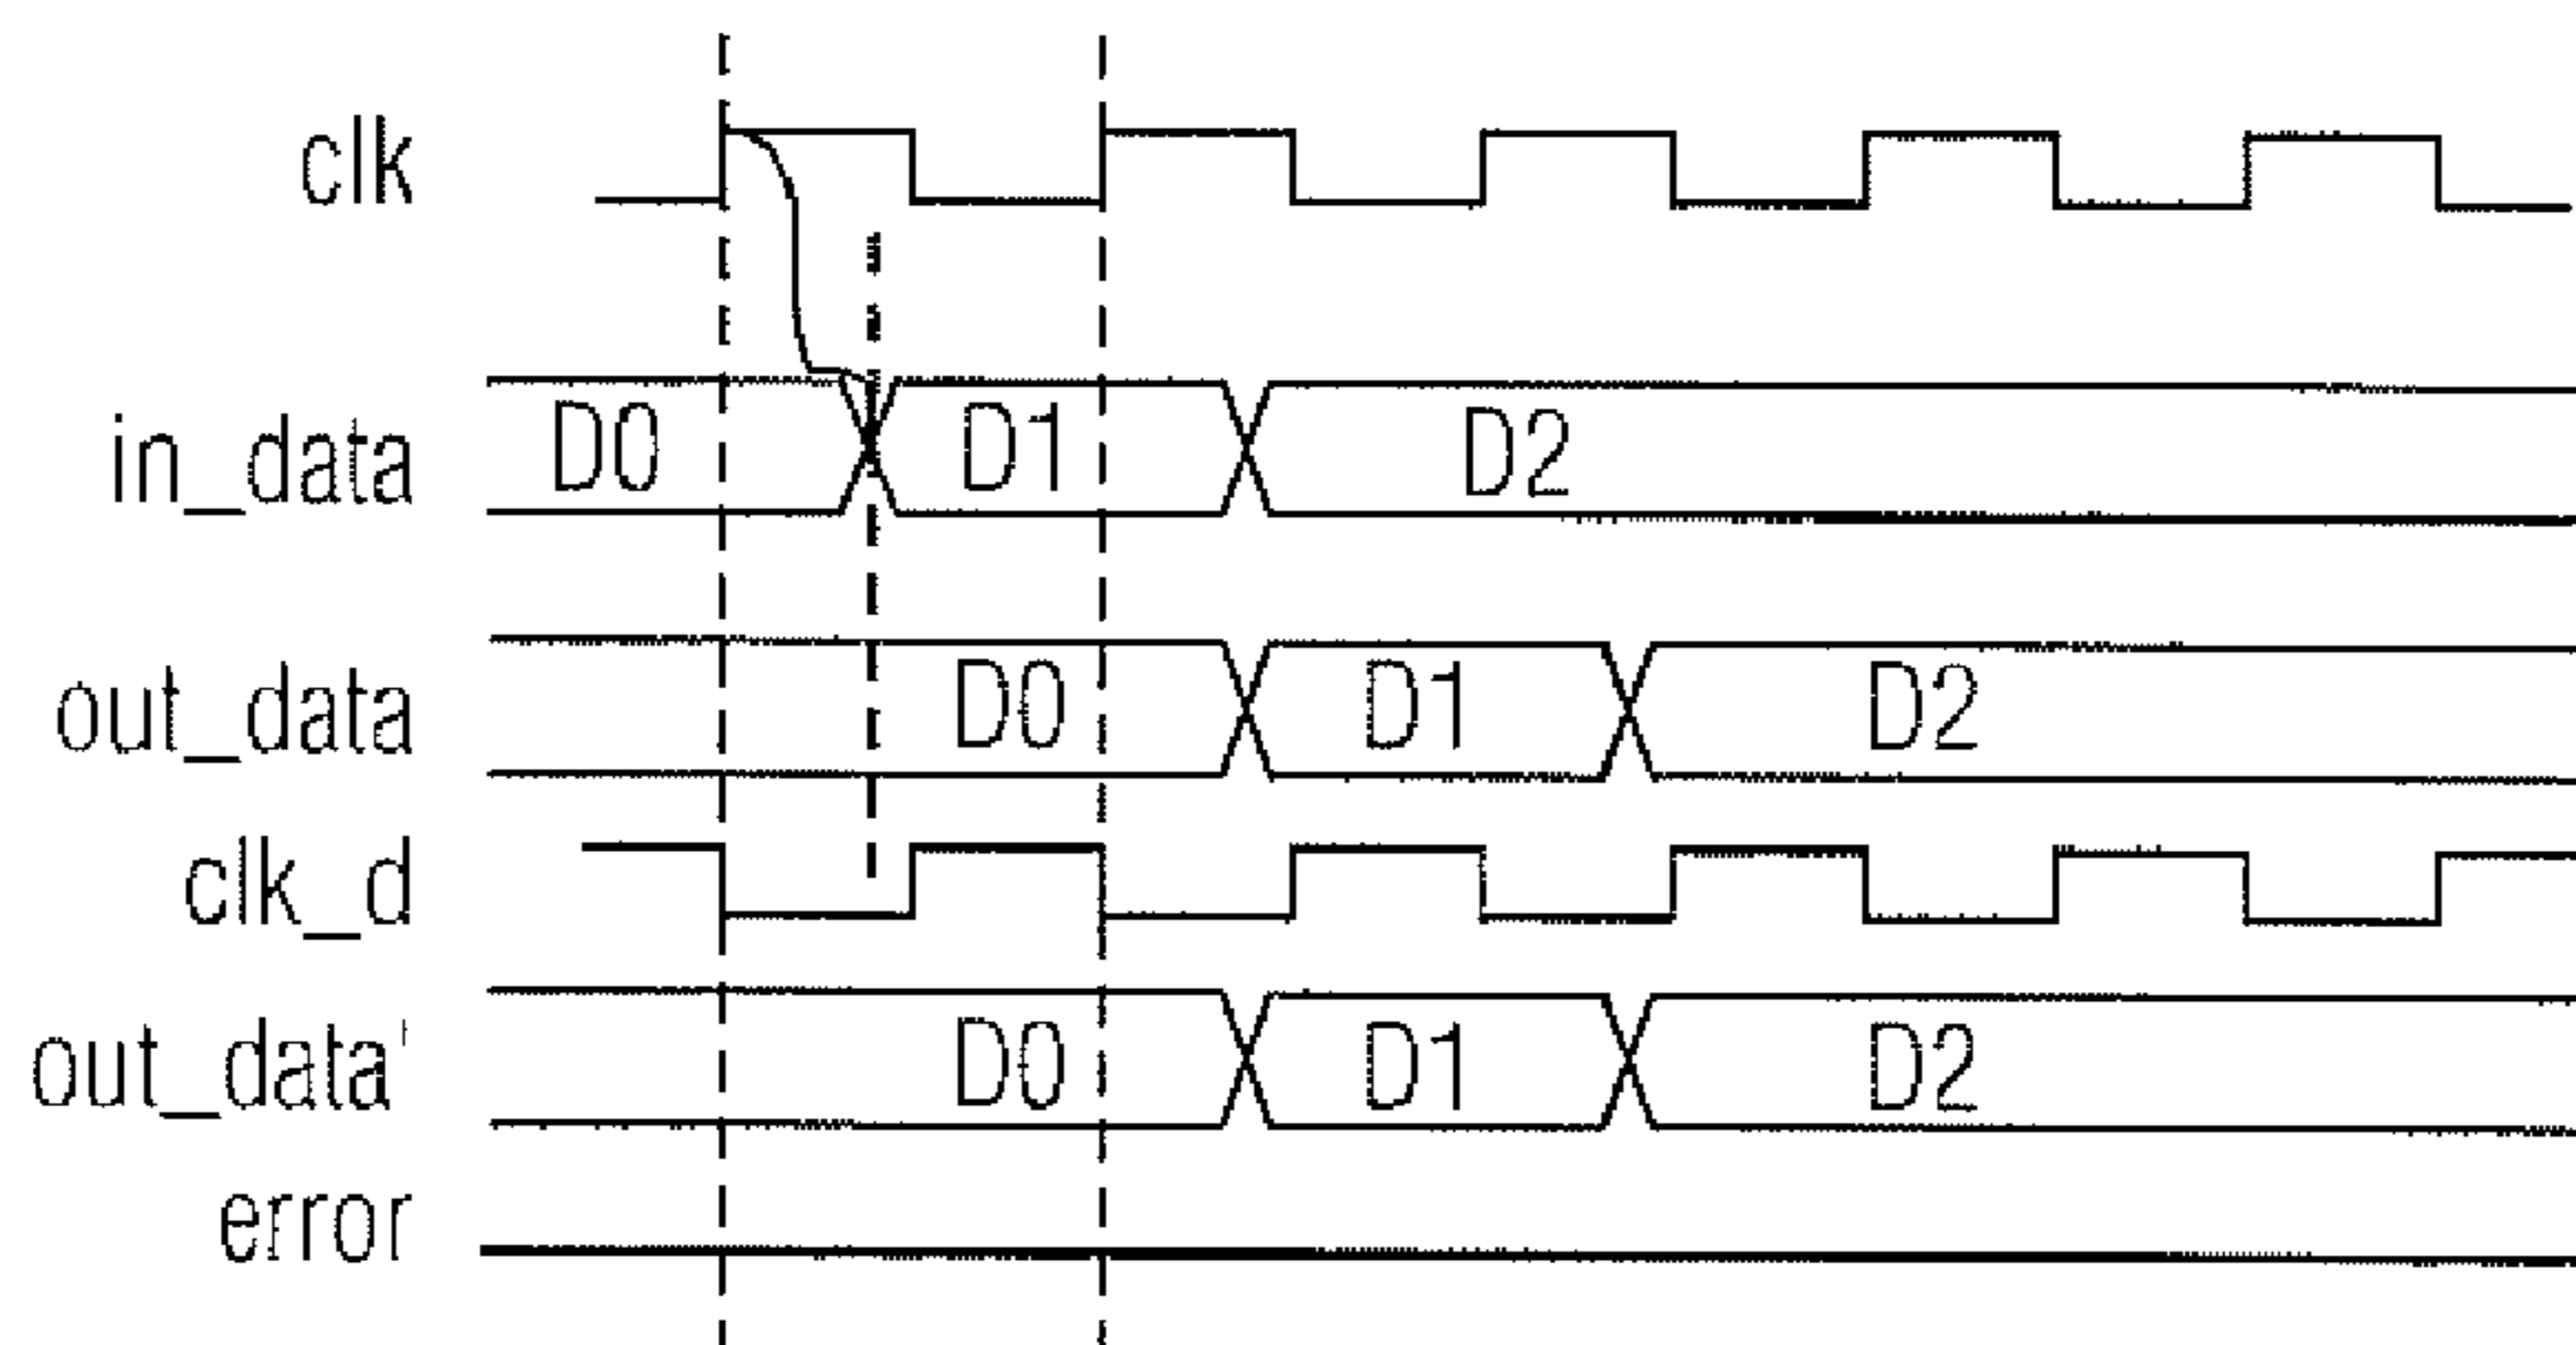 clk
in_data D0 D1 D2
out_data D0 D1 D2
clk_d
out_data' D0 D1 D2
error